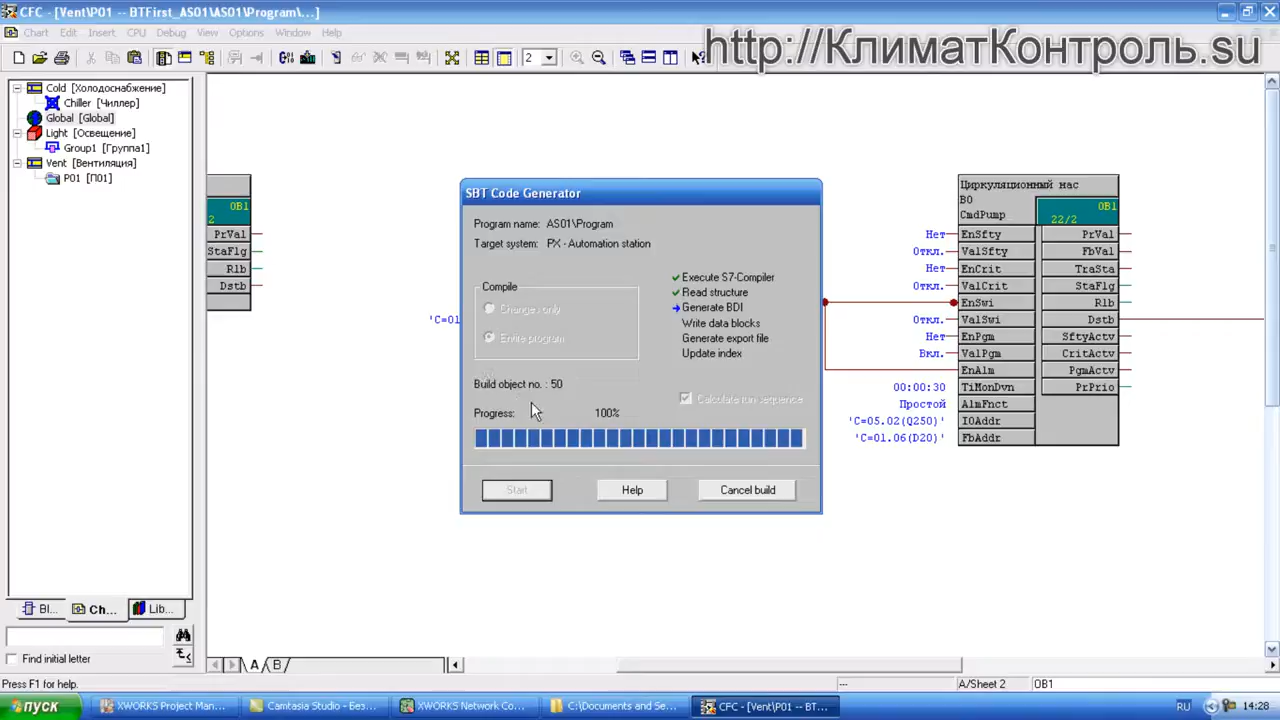 CFC - [Vent\P01 -- BTFirst_AS01\AS01\Program\...]
Chart Edit Insert CPU Debug View Options Window Help
http://КлиматКонтроль.su
2
Cold [Холодоснабжение]
Chiller [Чиллер]
Global [Global]
Light [Освещение]
Group1 [Группа1]
Vent [Вентиляция]
P01 [П01]
OB1
2
PrVal
StaFlg
Rlb
Dstb
'C=01
SBT Code Generator
Program name: AS01\Program
Target system: PX - Automation station
Compile
Changes only
Entire program
Execute S7-Compiler
Read structure
Generate BDI
Write data blocks
Generate export file
Update index
Build object no. : 50
Calculate run sequence
Progress: 100%
Start Help Cancel build
Циркуляционный нас
BO
CmdPump
OB1
22/2
Нет EnSfty PrVal
Откл. ValSfty FbVal
Нет EnCrit TraSta
Откл. ValCrit StaFlg
EnSwi Rlb
Откл. ValSwi Dstb
Нет EnPgm SftyActv
Вкл. ValPgm CritActv
EnAlm PgmActv
00:00:30 TiMonDvn PrPrio
Простой AlmFnct
'C=05.02(Q250)' IOAddr
'C=01.06(D20)' FbAddr
Bl... Ch... Lib...
Find initial letter
A B
Press F1 for help.
--- A/Sheet 2 OB1
пуск
XWORKS Project Man...
Camtasia Studio - Без...
XWORKS Network Co...
C:\Documents and Se...
CFC - [Vent\P01 -- BT...
RU
14:28